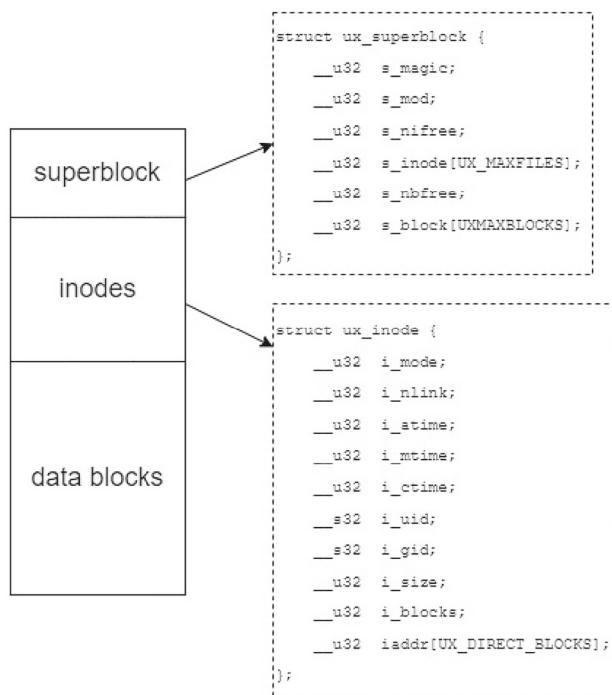 superblock
inodes
data blocks
struct ux_superblock {
__u32 s_magic;
__u32 s_mod;
__u32 s_nifree;
__u32 s_inode[UX_MAXFILES];
__u32 s_nbfree;
__u32 s_block[UXMAXBLOCKS];
};
struct ux_inode {
__u32 i_mode;
__u32 i_nlink;
__u32 i_atime;
__u32 i_mtime;
__u32 i_ctime;
__s32 i_uid;
__s32 i_gid;
__u32 i_size;
__u32 i_blocks;
__u32 iaddr[UX_DIRECT_BLOCKS];
};